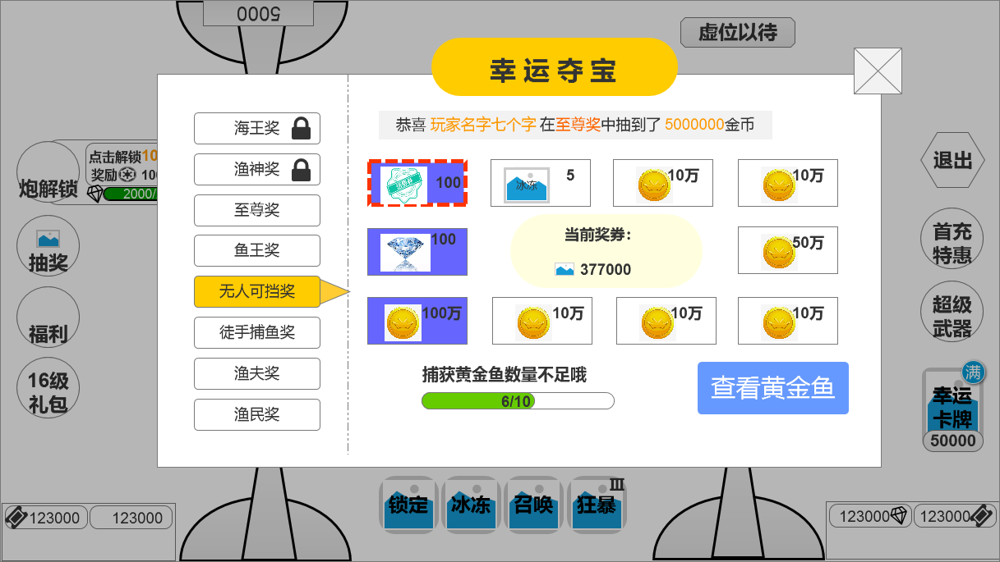 5000
虚位以待
幸运夺宝
恭喜 玩家名字七个字 在至尊奖中抽到了 5000000金币
海王奖
渔神奖
至尊奖
鱼王奖
无人可挡奖
徒手捕鱼奖
渔夫奖
渔民奖
100
冰冻
5
10万
10万
100
当前奖券：
377000
50万
100万
10万
10万
10万
捕获黄金鱼数量不足哦
6/10
查看黄金鱼
炮解锁
点击解锁10
奖励
10
2000/
抽奖
福利
16级
礼包
退出
首充
特惠
超级
武器
满
幸运
卡牌
50000
锁定
冰冻
召唤
狂暴
III
123000
123000
123000
123000